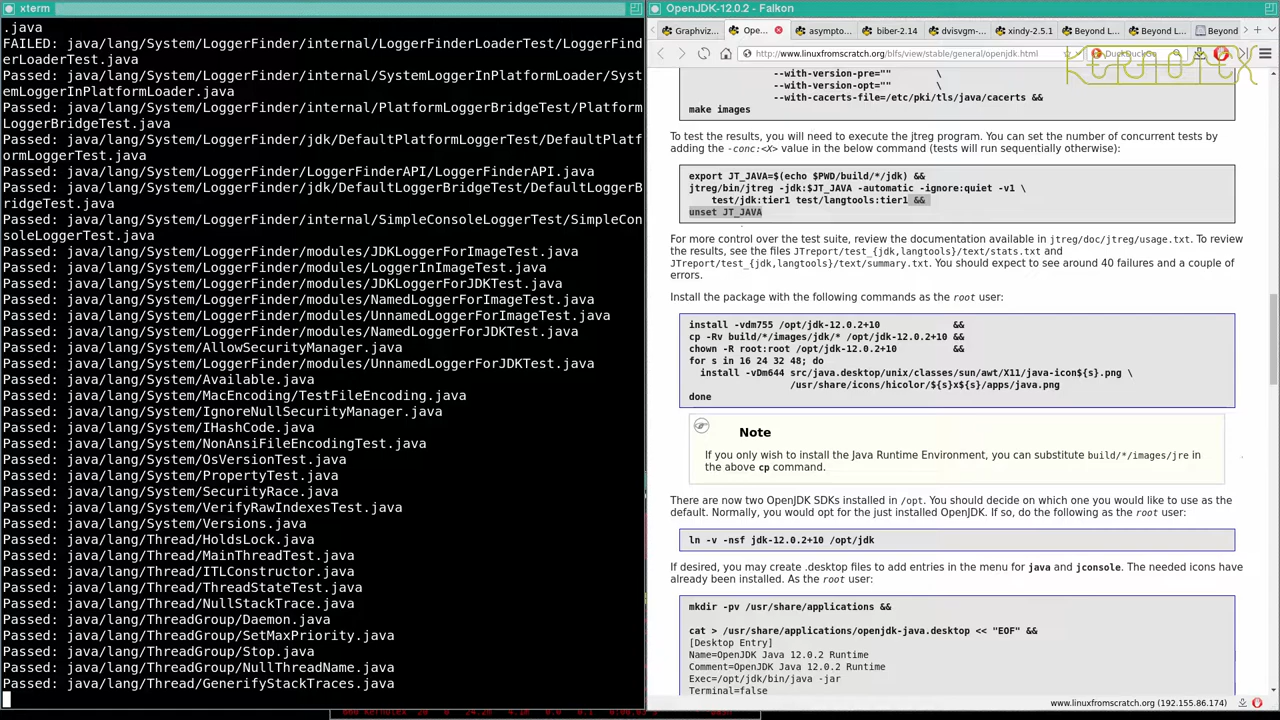 xterm
.java
FAILED: java/lang/System/LoggerFinder/internal/LoggerFinderLoaderTest/LoggerFind
erLoaderTest.java
Passed: java/lang/System/LoggerFinder/internal/SystemLoggerInPlatformLoader/Syst
emLoggerInPlatformLoader.java
Passed: java/lang/System/LoggerFinder/internal/PlatformLoggerBridgeTest/Platform
LoggerBridgeTest.java
Passed: java/lang/System/LoggerFinder/jdk/DefaultPlatformLoggerTest/DefaultPlatf
ormLoggerTest.java
Passed: java/lang/System/LoggerFinder/LoggerFinderAPI/LoggerFinderAPI.java
Passed: java/lang/System/LoggerFinder/jdk/DefaultLoggerBridgeTest/DefaultLoggerB
ridgeTest.java
Passed: java/lang/System/LoggerFinder/internal/SimpleConsoleLoggerTest/SimpleCon
soleLoggerTest.java
Passed: java/lang/System/LoggerFinder/modules/JDKLoggerForImageTest.java
Passed: java/lang/System/LoggerFinder/modules/LoggerInImageTest.java
Passed: java/lang/System/LoggerFinder/modules/JDKLoggerForJDKTest.java
Passed: java/lang/System/LoggerFinder/modules/NamedLoggerForImageTest.java
Passed: java/lang/System/LoggerFinder/modules/UnnamedLoggerForImageTest.java
Passed: java/lang/System/LoggerFinder/modules/NamedLoggerForJDKTest.java
Passed: java/lang/System/AllowSecurityManager.java
Passed: java/lang/System/LoggerFinder/modules/UnnamedLoggerForJDKTest.java
Passed: java/lang/System/Available.java
Passed: java/lang/System/MacEncoding/TestFileEncoding.java
Passed: java/lang/System/IgnoreNullSecurityManager.java
Passed: java/lang/System/IHashCode.java
Passed: java/lang/System/NonAnsiFileEncodingTest.java
Passed: java/lang/System/OsVersionTest.java
Passed: java/lang/System/PropertyTest.java
Passed: java/lang/System/SecurityRace.java
Passed: java/lang/System/VerifyRawIndexesTest.java
Passed: java/lang/System/Versions.java
Passed: java/lang/Thread/HoldsLock.java
Passed: java/lang/Thread/MainThreadTest.java
Passed: java/lang/Thread/ITLConstructor.java
Passed: java/lang/Thread/ThreadStateTest.java
Passed: java/lang/Thread/NullStackTrace.java
Passed: java/lang/ThreadGroup/Daemon.java
Passed: java/lang/ThreadGroup/SetMaxPriority.java
Passed: java/lang/ThreadGroup/Stop.java
Passed: java/lang/ThreadGroup/NullThreadName.java
Passed: java/lang/Thread/GenerifyStackTraces.java
OpenJDK-12.0.2 - Falkon
Graphviz... Ope... asympto... biber-2.14 dvisvgm-... xindy-2.5.1 Beyond L... Beyond L... Beyond
http://www.linuxfromscratch.org/blfs/view/stable/general/openjdk.html DuckDuckGo
KERNOTEX
--with-version-pre="" \
--with-version-opt="" \
--with-cacerts-file=/etc/pki/tls/java/cacerts &&
make images
To test the results, you will need to execute the jtreg program. You can set the number of concurrent tests by
adding the -conc:<X> value in the below command (tests will run sequentially otherwise):
export JT_JAVA=$(echo $PWD/build/*/jdk) &&
jtreg/bin/jtreg -jdk:$JT_JAVA -automatic -ignore:quiet -v1 \
test/jdk:tier1 test/langtools:tier1 &&
unset JT_JAVA
For more control over the test suite, review the documentation available in jtreg/doc/jtreg/usage.txt. To review
the results, see the files JTreport/test_{jdk,langtools}/text/stats.txt and
JTreport/test_{jdk,langtools}/text/summary.txt. You should expect to see around 40 failures and a couple of
errors.
Install the package with the following commands as the root user:
install -vdm755 /opt/jdk-12.0.2+10 &&
cp -Rv build/*/images/jdk/* /opt/jdk-12.0.2+10 &&
chown -R root:root /opt/jdk-12.0.2+10 &&
for s in 16 24 32 48; do
install -vDm644 src/java.desktop/unix/classes/sun/awt/X11/java-icon${s}.png \
/usr/share/icons/hicolor/${s}x${s}/apps/java.png
done
Note
If you only wish to install the Java Runtime Environment, you can substitute build/*/images/jre in
the above cp command.
There are now two OpenJDK SDKs installed in /opt. You should decide on which one you would like to use as the
default. Normally, you would opt for the just installed OpenJDK. If so, do the following as the root user:
ln -v -nsf jdk-12.0.2+10 /opt/jdk
If desired, you may create .desktop files to add entries in the menu for java and jconsole. The needed icons have
already been installed. As the root user:
mkdir -pv /usr/share/applications &&
cat > /usr/share/applications/openjdk-java.desktop << "EOF" &&
[Desktop Entry]
Name=OpenJDK Java 12.0.2 Runtime
Comment=OpenJDK Java 12.0.2 Runtime
Exec=/opt/jdk/bin/java -jar
Terminal=false
www.linuxfromscratch.org (192.155.86.174)